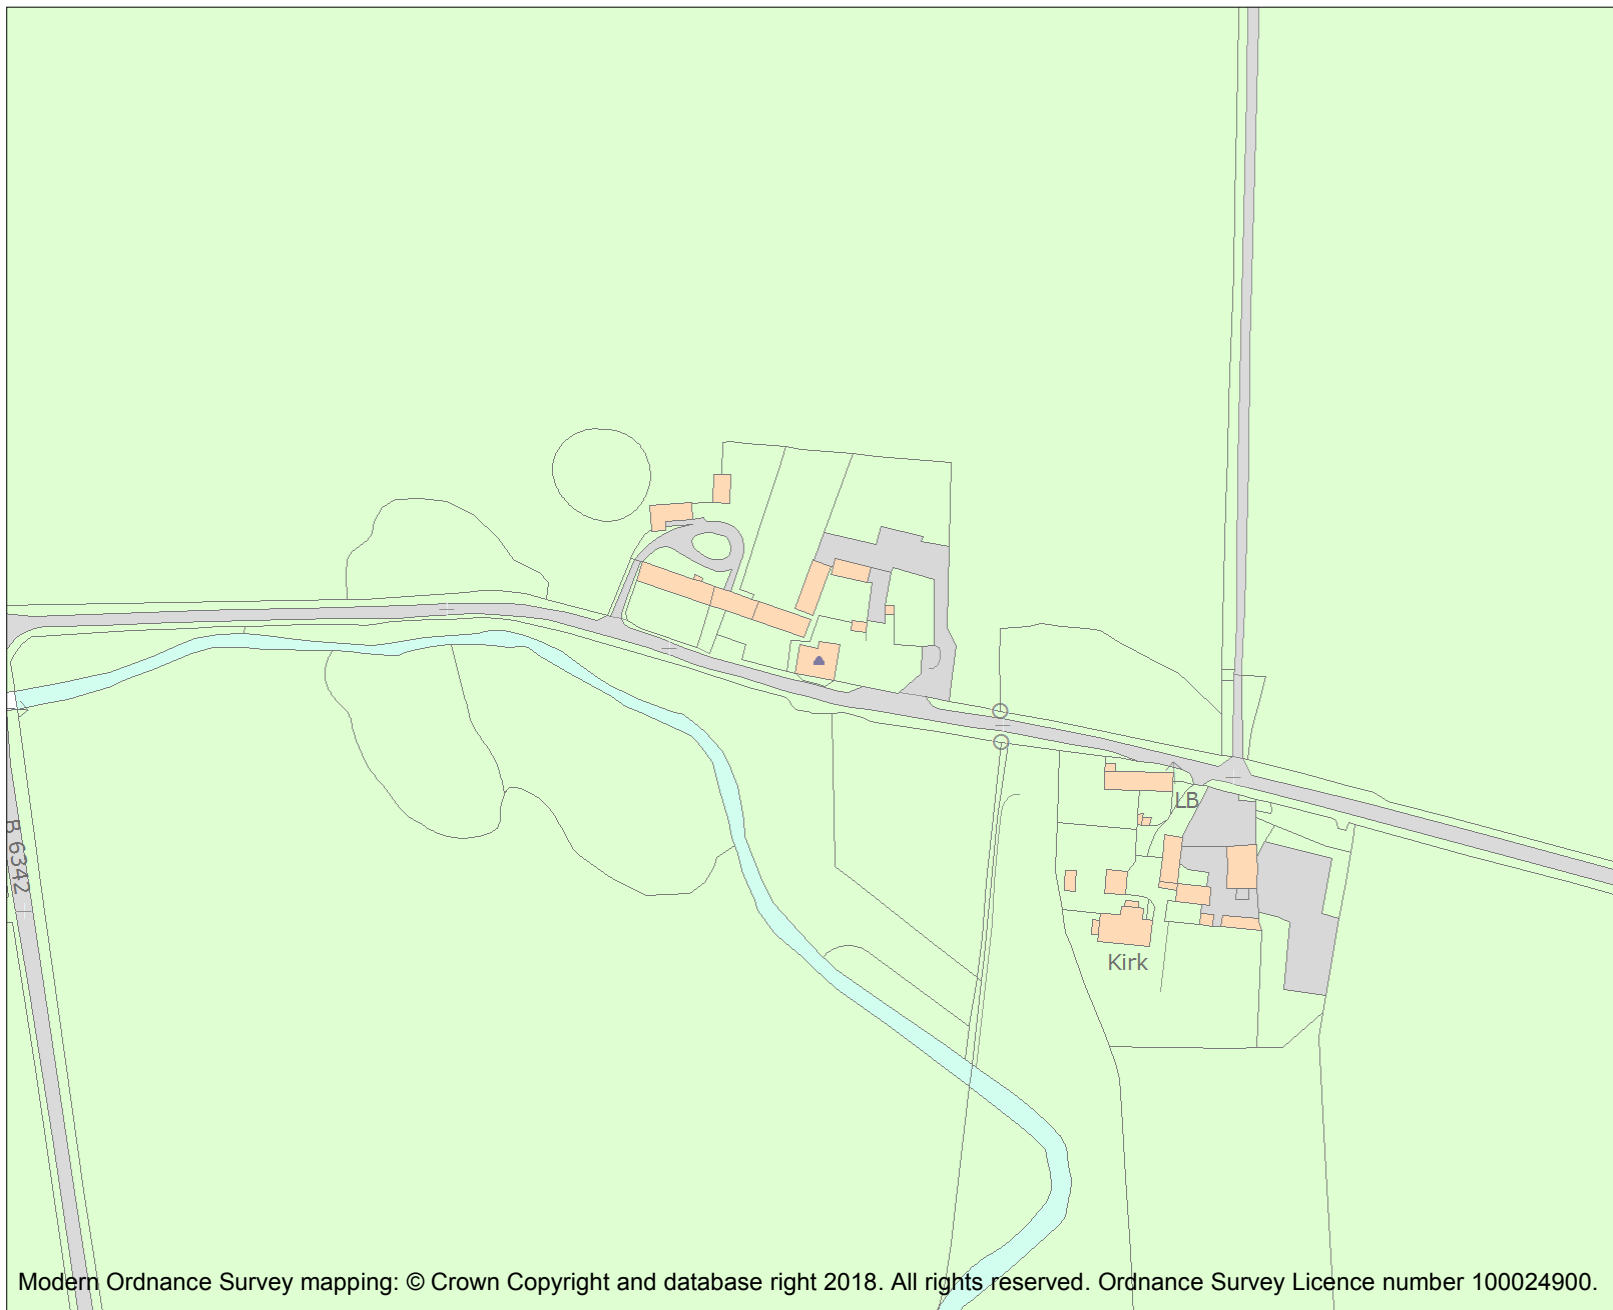 LB
B 6342
Kirk
Modern Ordnance Survey mapping: © Crown Copyright and database right 2018. All rights reserved. Ordnance Survey Licence number 100024900.